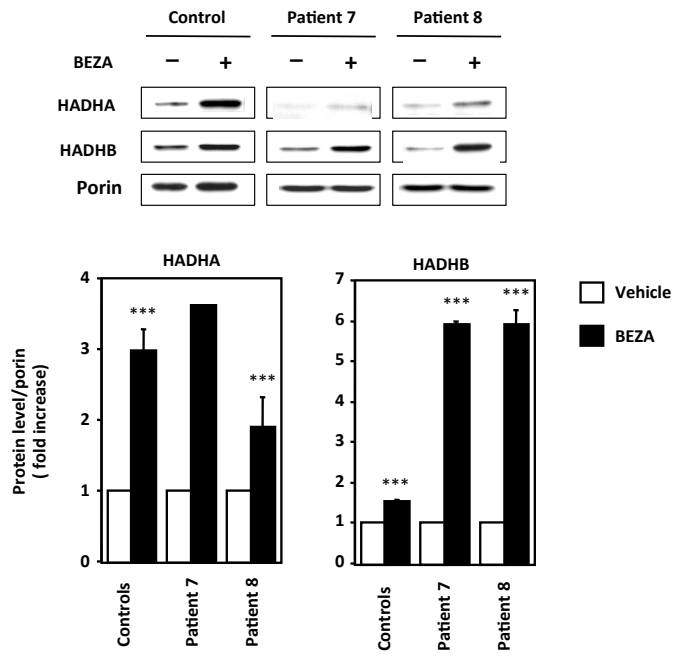 Control Patient 7 Patient 8
BEZA − + − + − +
HADHA
HADHB
Porin
HADHA
Protein level/porin
( fold increase)
4
3
2
1
0
***
***
Controls
Patient 7
Patient 8
HADHB
7
6
5
4
3
2
1
0
***
***
***
Controls
Patient 7
Patient 8
Vehicle
BEZA